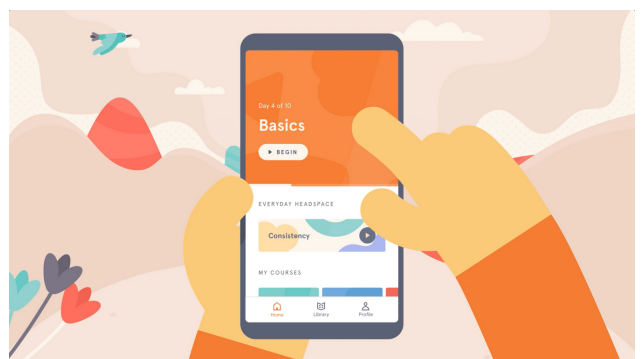 Day 4 of 10
Basics
BEGIN
EVERYDAY HEADSPACE
Consistency
MY COURSES
Home
Library
Profile